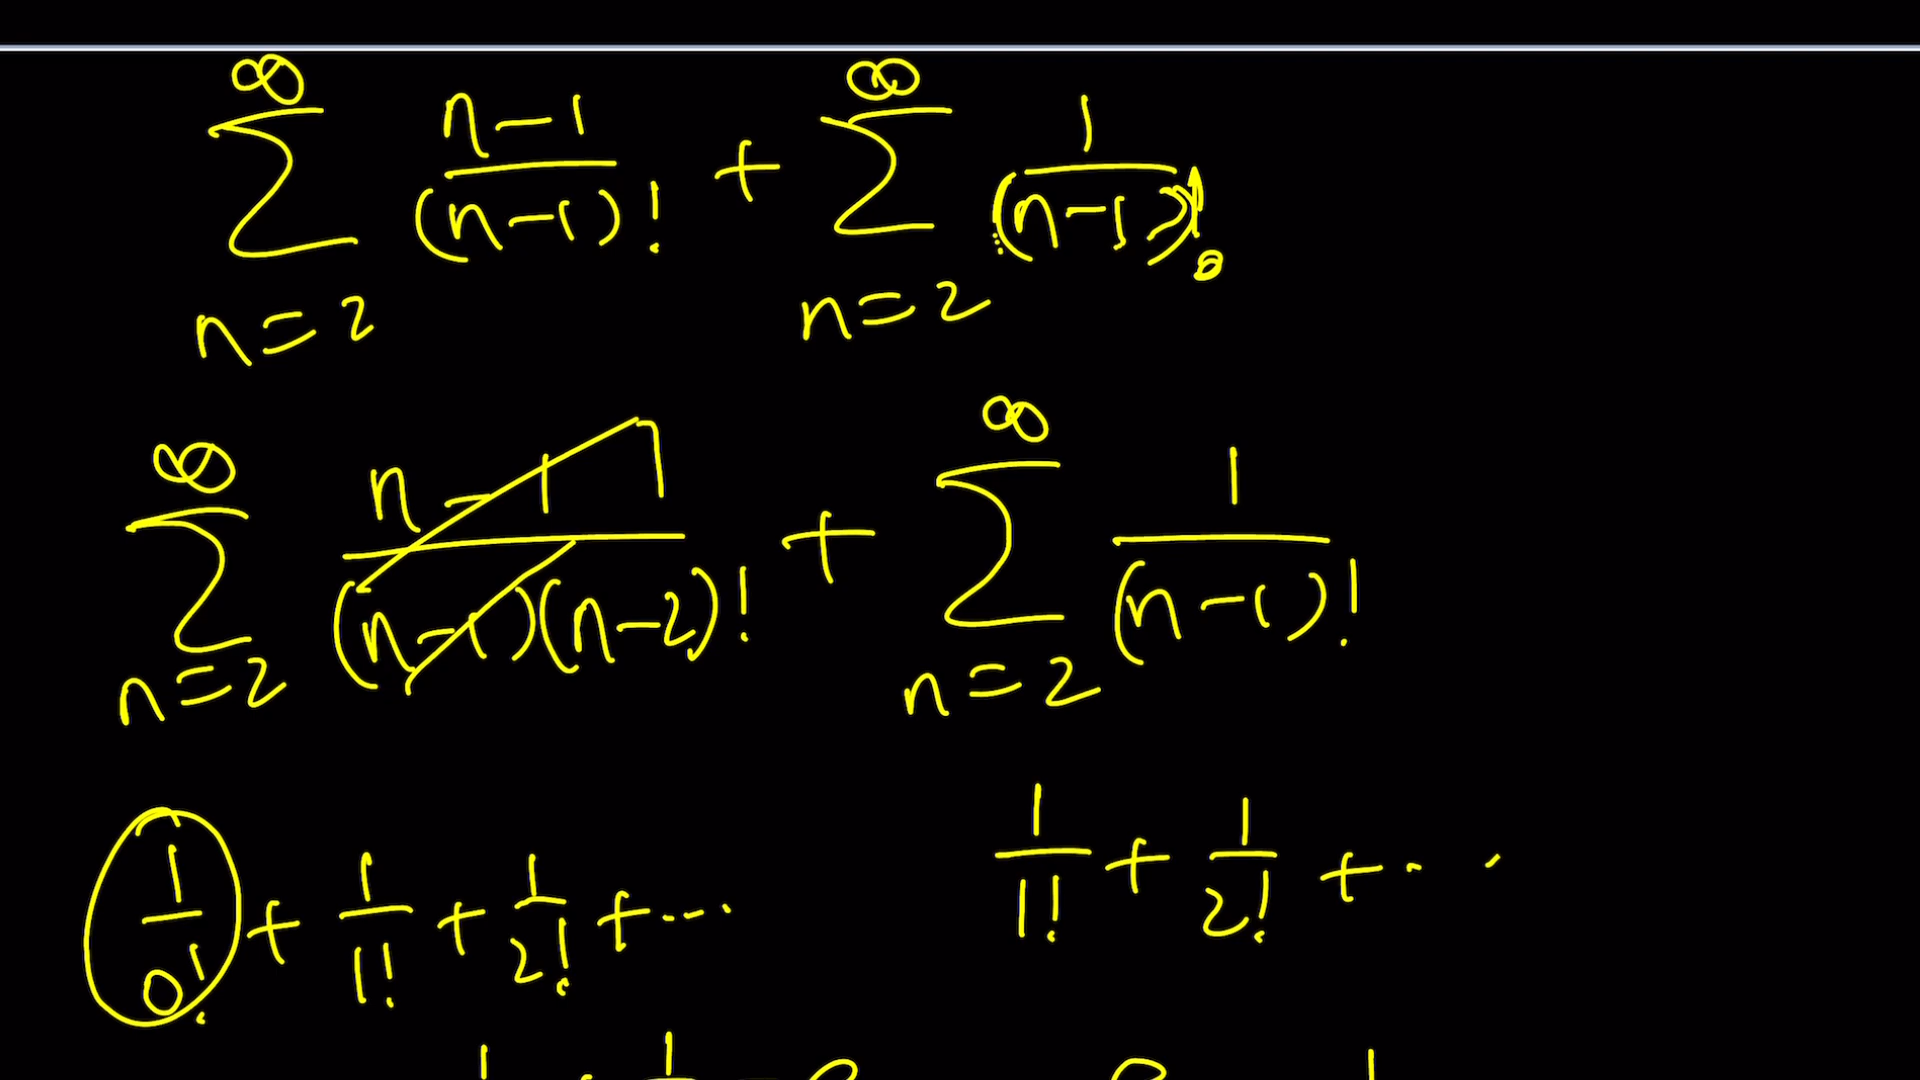 ∞ ∑ n=2 (n-1)/(n-1)! + ∞ ∑ n=2 1/(n-1)!
∞ ∑ n=2 (n-1)/((n-1)(n-2)!) 1 + ∞ ∑ n=2 1/(n-1)!
1/0! + 1/1! + 1/2! + ··· 1/1! + 1/2! + ···